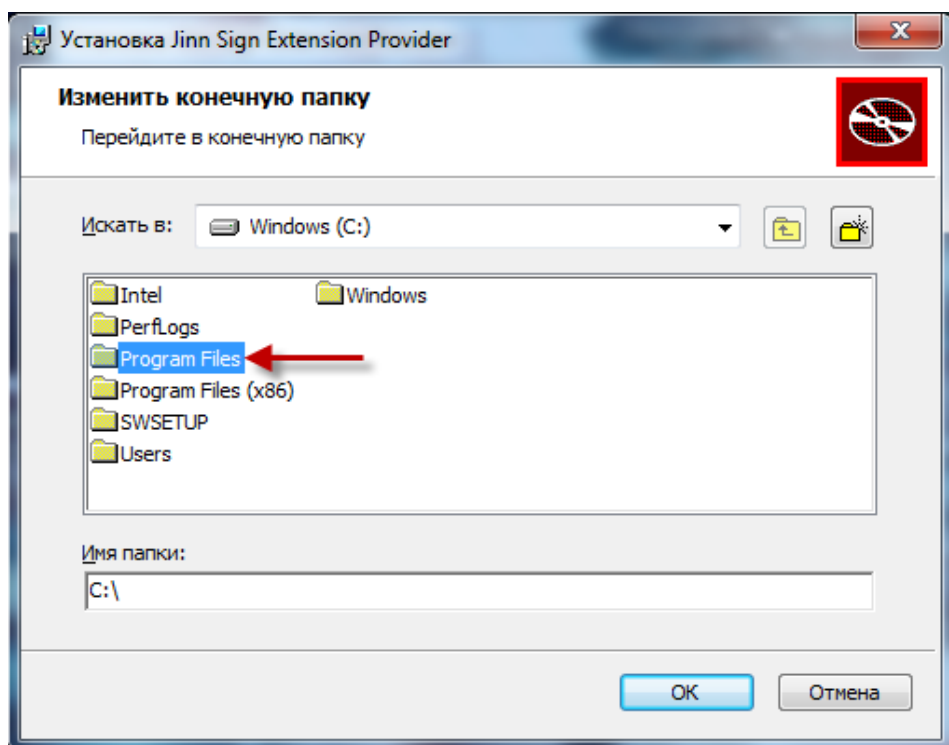 Установка Jinn Sign Extension Provider
x
Изменить конечную папку
Перейдите в конечную папку
Искать в: Windows (C:)
Intel Windows
PerfLogs
Program Files
Program Files (x86)
SWSETUP
Users
Имя папки:
C:\
ОК Отмена